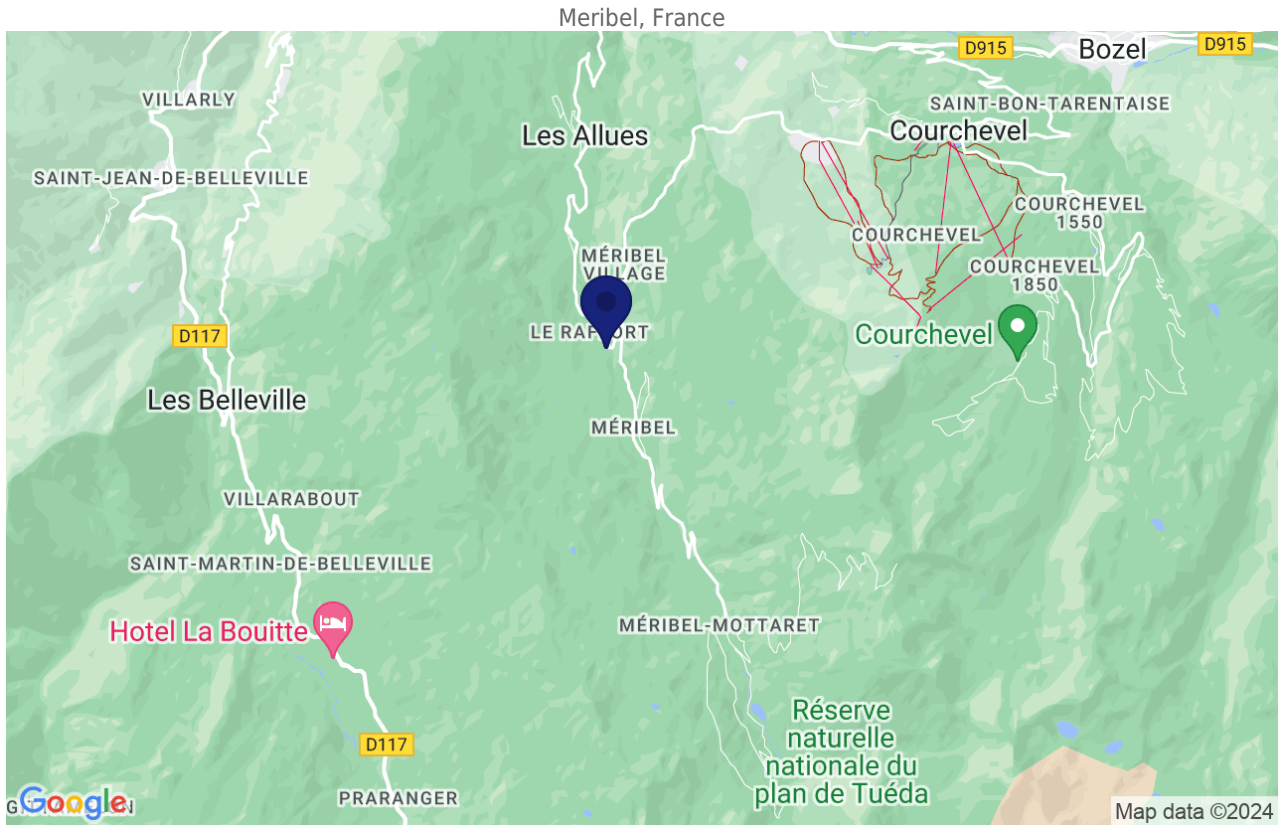 Meribel, France
D915
Bozel
D915
VILLARLY
SAINT-BON-TARENTAISE
Les Allues
Courchevel
SAINT-JEAN-DE-BELLEVILLE
COURCHEVEL
1550
COURCHEVEL
MÉRIBEL
VILLAGE
COURCHEVEL
1850
D117
LE RAFFORT
Courchevel
Les Belleville
MÉRIBEL
VILLARABOUT
SAINT-MARTIN-DE-BELLEVILLE
Hotel La Bouitte
MÉRIBEL-MOTTARET
Réserve
naturelle
nationale du
plan de Tuéda
D117
PRARANGER
Google
Map data ©2024